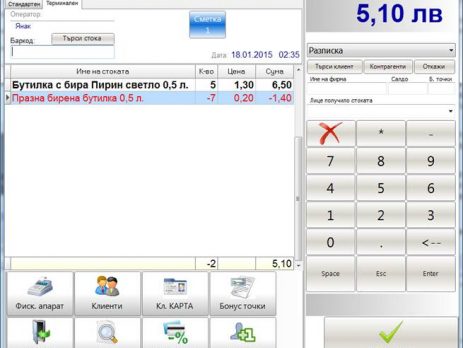 Стандартен Терминален
5,10 лв
Оператор:
Янак
Сметка
1
Баркод: Търси стока
Дата: 18.01.2015 02:35
Разписка
Търси клиент Контрагенти Откажи
Име на фирма Салдо Б. точки
Лице получило стоката
Име на стоката К-во Цена Сума
Бутилка с бира Пирин светло 0,5 л. 5 1,30 6,50
Празна бирена бутилка 0,5 л. -7 0,20 -1,40
* -
7 8 9
4 5 6
1 2 3
0 . <--
Space Esc Enter
-2 5,10
Фиск. апарат Клиенти Кл. КАРТА Бонус точки
% +1